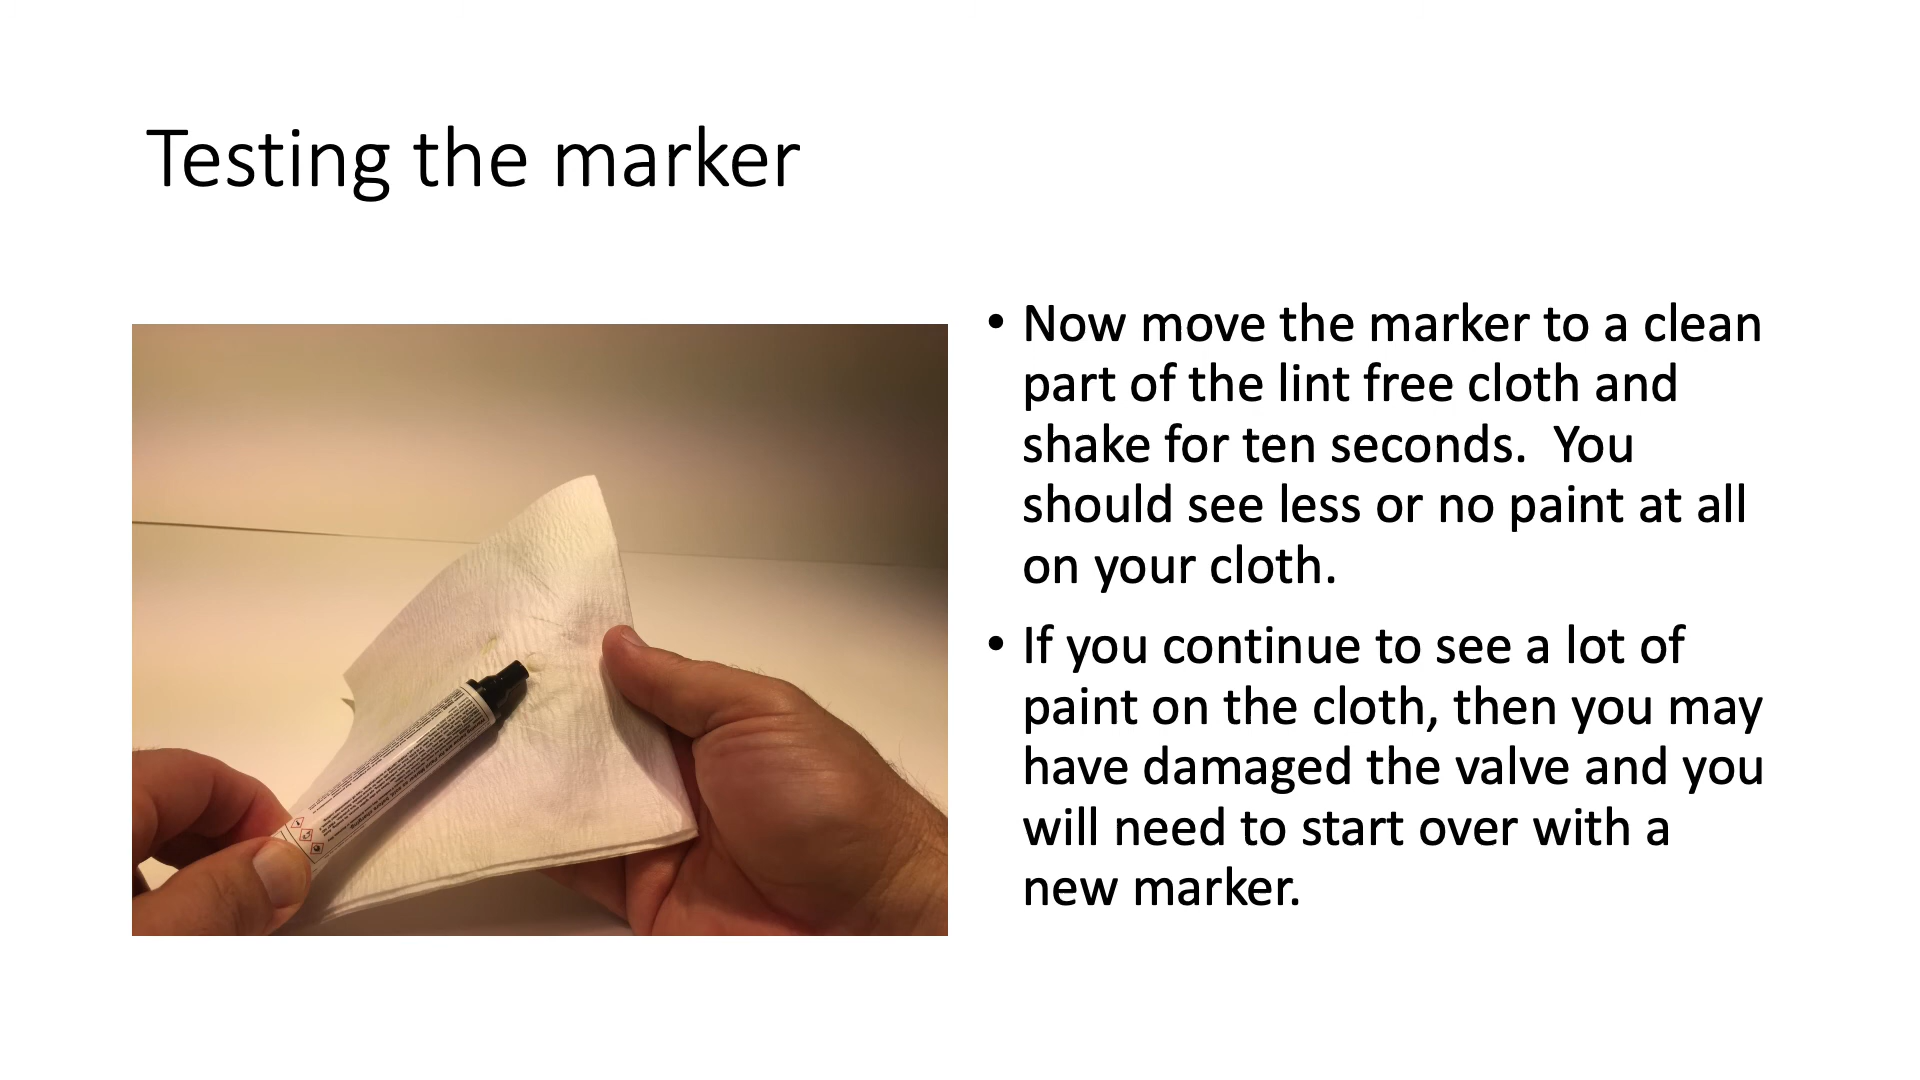 Testing the marker
• Now move the marker to a clean
part of the lint free cloth and
shake for ten seconds.  You
should see less or no paint at all
on your cloth.
• If you continue to see a lot of
paint on the cloth, then you may
have damaged the valve and you
will need to start over with a
new marker.